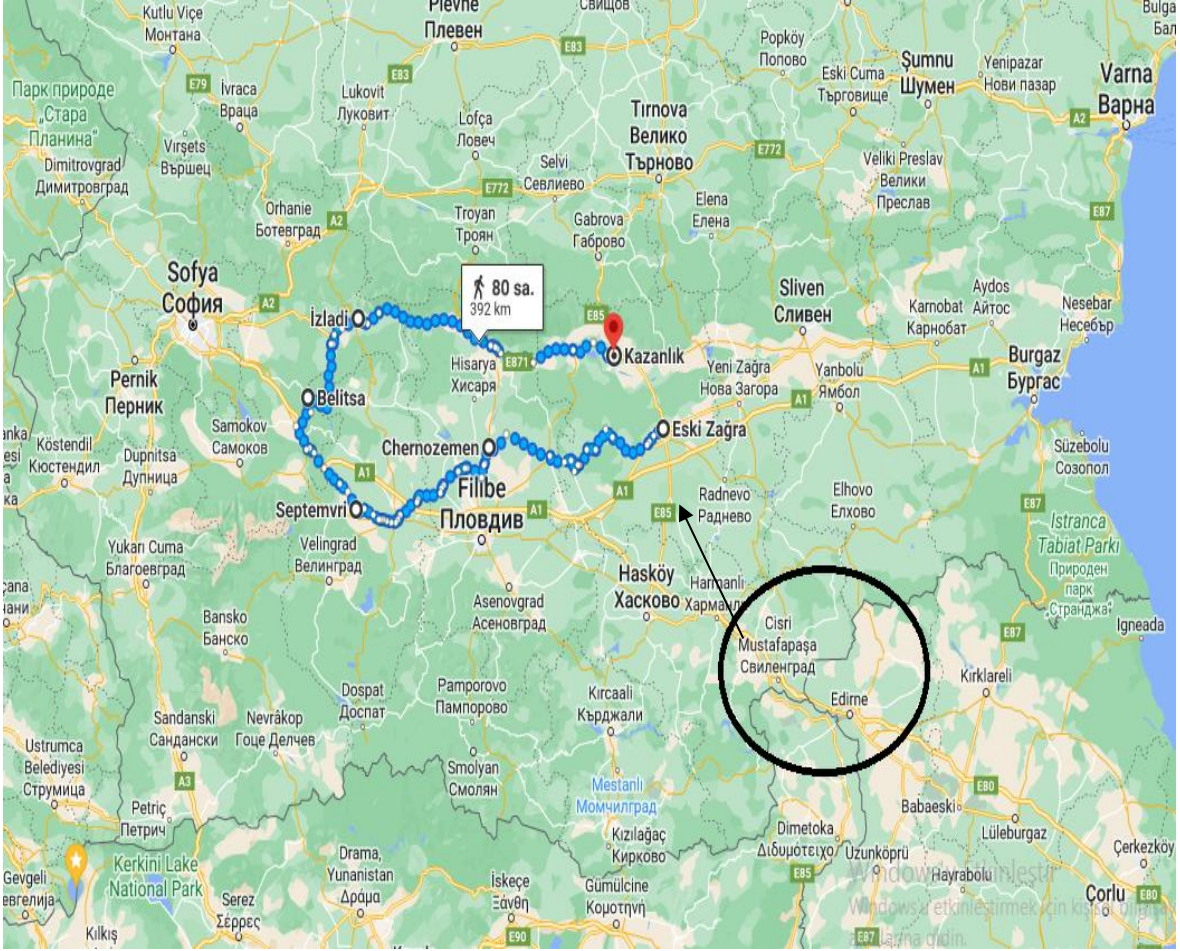 Kutlu Viçe
Монтана
Plevne
Плевен
Свищов
E83
Popköy
Попово
Şumnu
Шумен
Yenipazar
Нови пазар
Varna
Варна
Парк природе
„Стара
Планина“
E79
İvraca
Враца
E83
Lukovit
Луковит
Eski Cuma
Търговище
A2
Lofça
Ловеч
Tırnova
Велико
Търново
Vırşets
Вършец
E772
Dimitrovgrad
Димитровград
Selvi
Севлиево
E772
Veliki Preslav
Велики
Преслав
Orhanie
Ботевград
A2
Troyan
Троян
Gabrova
Габрово
Elena
Елена
E87
Sofya
София
A2
80 sa.
392 km
Sliven
Сливен
Karnobat
Карнобат
Aydos
Айтос
Nesebar
Несебър
İzladi
E85
Hisarya
Хисаря
E871
Kazanlık
Yeni Zağra
Нова Загора
Yanbolu
Ямбол
A1
Burgaz
Бургас
Pernik
Перник
Belitsa
A1
Köstendil
Кюстендил
Dupnitsa
Дупница
Samokov
Самоков
Chernozemen
Eski Zağra
Süzebolu
Созопол
A1
Filibe
Пловдив
A1
A1
Radnevo
Раднево
Elhovo
Елхово
E87
Septemvri
E85
Istranca
Tabiat Parkı
Природен
парк
„Странджа“
Yukarı Cuma
Благоевград
Velingrad
Велинград
Hasköy
Хасково
Harmanlı
Asenovgrad
Асеновград
Bansko
Банско
Cisri
Mustafapaşa
Свиленград
E87
Igneada
Kırklareli
Dospat
Доспат
Pamporovo
Пампорово
Kırcaali
Кърджали
Edirne
Sandanski
Сандански
Nevrákop
Гоце Делчев
Ustrumca
Belediyesi
Струмица
A3
Smolyan
Смолян
Mestanlı
Момчилград
E80
Petriç
Петрич
Babaeski
Kızılağaç
Кирково
Dimetoka
Διδυμότειχο
Lüleburgaz
Uzunköprü
Çerkezköy
Gevgeli
Kerkini Lake
National Park
Drama,
Yunanistan
Δράμα
İskeçe
Ξάνθη
Gümülcine
Κομοτηνή
E85
Hayrabolu
Çorlu
E80
Serez
Σέρρες
Kılkış
E90
E87